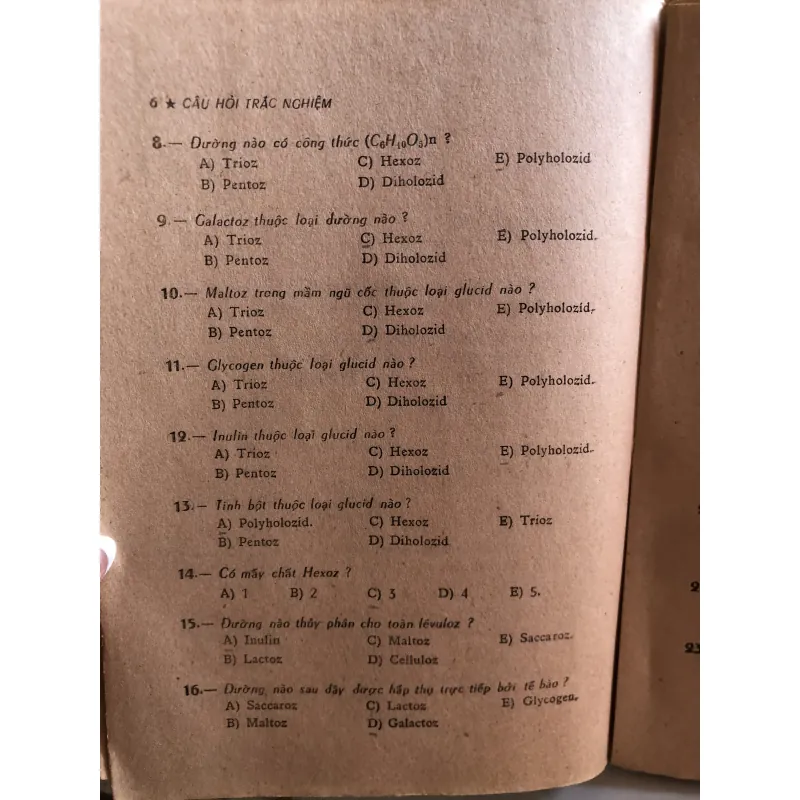 6 ★ CÂU HỎI TRẮC NGHIỆM
8.— Đường nào có công thức (C₆H₁₀O₅)n ?
A) Trioz C) Hexoz E) Polyholozid
B) Pentoz D) Diholozid
9.— Galactoz thuộc loại đường nào ?
A) Trioz C) Hexoz E) Polyholozid.
B) Pentoz D) Diholozid
10.— Maltoz trong mầm ngũ cốc thuộc loại glucid nào ?
A) Trioz C) Hexoz E) Polyholozid.
B) Pentoz D) Diholozid
11.— Glycogen thuộc loại glucid nào ?
A) Trioz C) Hexoz E) Polyholozid.
B) Pentoz D) Diholozid
12.— Inulin thuộc loại glucid nào ?
A) Trioz C) Hexoz E) Polyholozid.
B) Pentoz D) Diholozid
13.— Tinh bột thuộc loại glucid nào ?
A) Polyholozid. C) Hexoz E) Trioz
B) Pentoz D) Diholozid
14.— Có mấy chất Hexoz ?
A) 1 B) 2 C) 3 D) 4 E) 5.
15.— Đường nào thủy phân cho toàn lévuloz ?
A) Inulin C) Maltoz E) Saccaroz.
B) Lactoz D) Celluloz
16.— Đường nào sau đây được hấp thụ trực tiếp bởi tế bào ?
A) Saccaroz C) Lactoz E) Glycogen.
B) Maltoz D) Galactoz
23